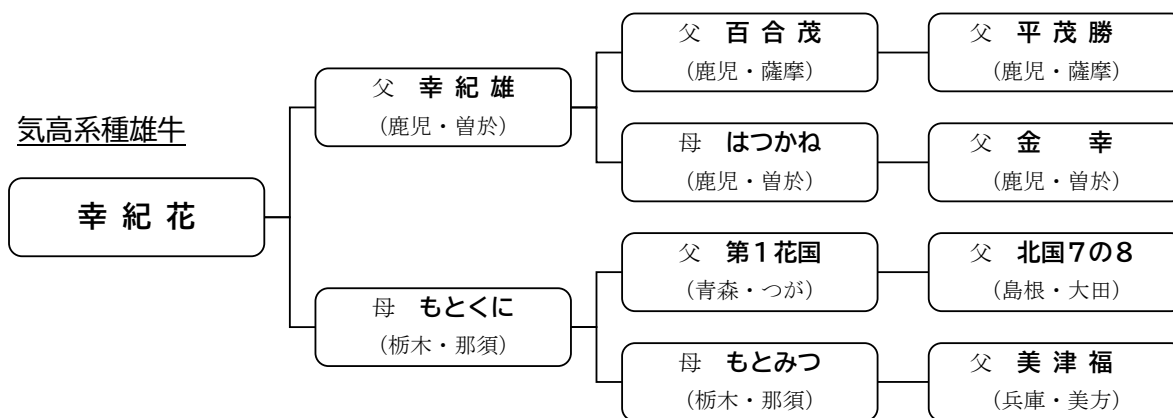 気高系種雄牛
幸 紀 花
父 幸 紀 雄
(鹿児・曽於)
母 もとくに
(栃木・那須)
父 百 合 茂
(鹿児・薩摩)
母 はつかね
(鹿児・曽於)
父 第1花国
(青森・つが)
母 もとみつ
(栃木・那須)
父 平 茂 勝
(鹿児・薩摩)
父 金 幸
(鹿児・曽於)
父 北国7の8
(島根・大田)
父 美 津 福
(兵庫・美方)